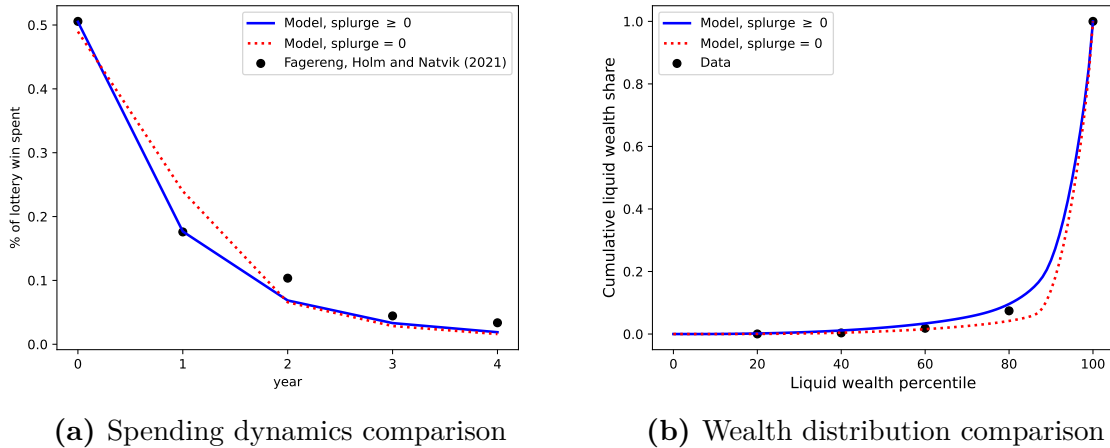 % of lottery win spent
0.5
0.4
0.3
0.2
0.1
0.0
Model, splurge ≥ 0
Model, splurge = 0
Fagereng, Holm and Natvik (2021)
0 1 2 3 4
year
(a) Spending dynamics comparison
Cumulative liquid wealth share
1.0
0.8
0.6
0.4
0.2
0.0
Model, splurge ≥ 0
Model, splurge = 0
Data
0 20 40 60 80 100
Liquid wealth percentile
(b) Wealth distribution comparison